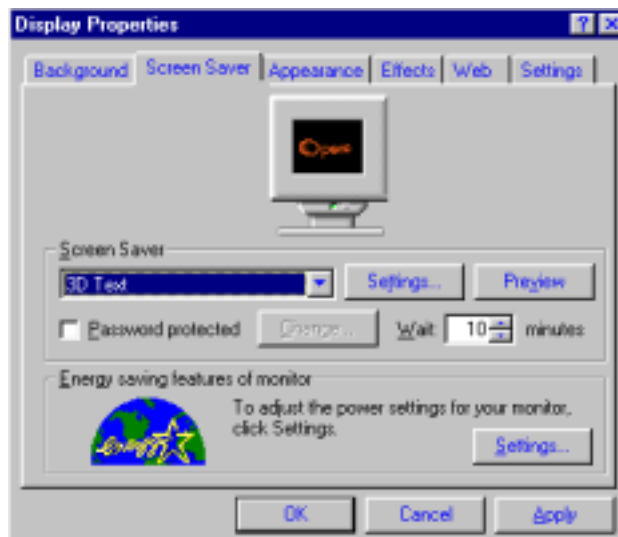 Display Properties
Background Screen Saver Appearance Effects Web Settings
Opera
Screen Saver
3D Text Settings... Preview
Password protected Change... Wait: 10 minutes
Energy saving features of monitor
To adjust the power settings for your monitor,
click Settings.
energy
Settings...
OK Cancel Apply